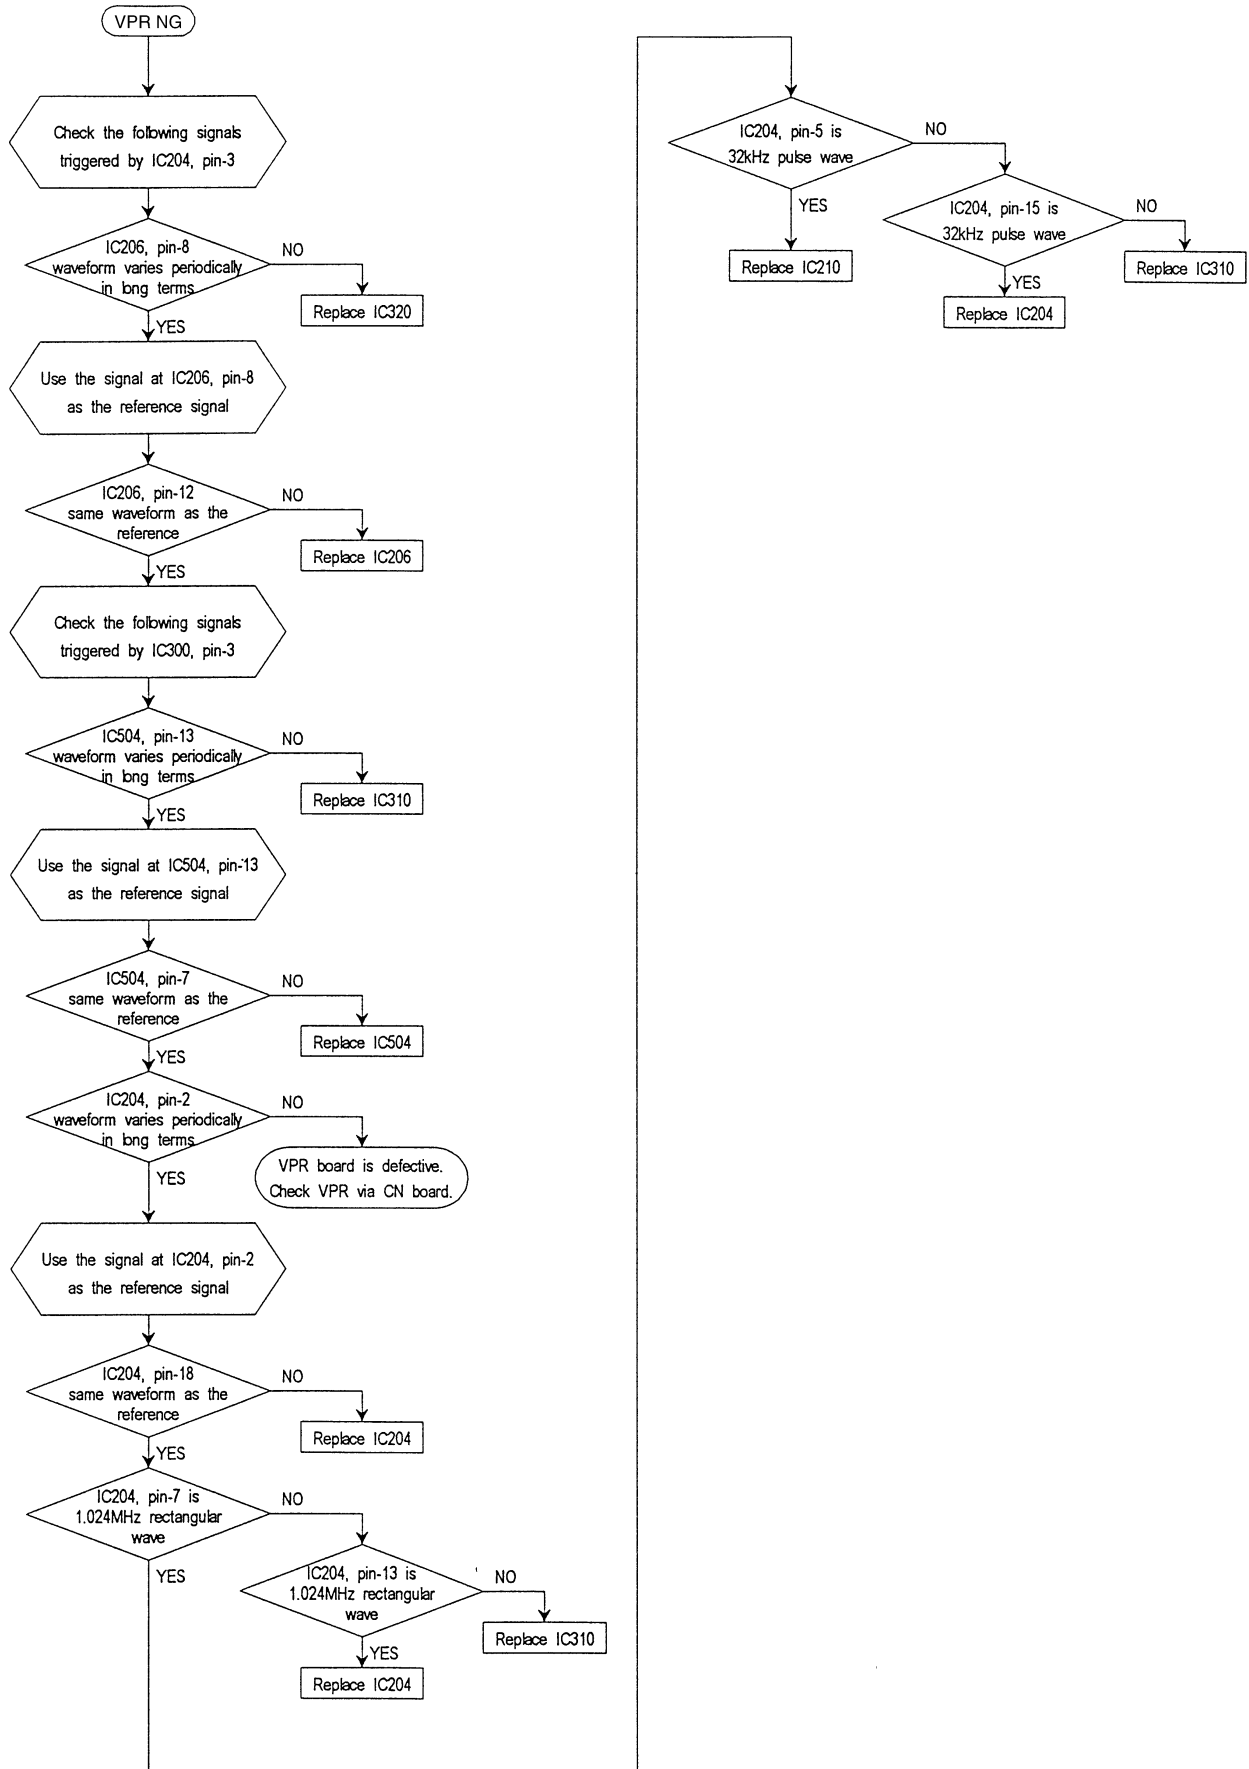 VPR NG
Check the following signals
triggered by IC204, pin-3
IC206, pin-8
waveform varies periodically
in long terms
NO
Replace IC320
YES
Use the signal at IC206, pin-8
as the reference signal
IC206, pin-12
same waveform as the
reference
NO
Replace IC206
YES
Check the following signals
triggered by IC300, pin-3
IC504, pin-13
waveform varies periodically
in long terms
NO
Replace IC310
YES
Use the signal at IC504, pin-13
as the reference signal
IC504, pin-7
same waveform as the
reference
NO
Replace IC504
YES
IC204, pin-2
waveform varies periodically
in long terms
NO
VPR board is defective.
Check VPR via CN board.
YES
Use the signal at IC204, pin-2
as the reference signal
IC204, pin-18
same waveform as the
reference
NO
Replace IC204
YES
IC204, pin-7 is
1.024MHz rectangular
wave
NO
YES
IC204, pin-13 is
1.024MHz rectangular
wave
NO
Replace IC310
YES
Replace IC204
IC204, pin-5 is
32kHz pulse wave
NO
YES
Replace IC210
IC204, pin-15 is
32kHz pulse wave
NO
Replace IC310
YES
Replace IC204